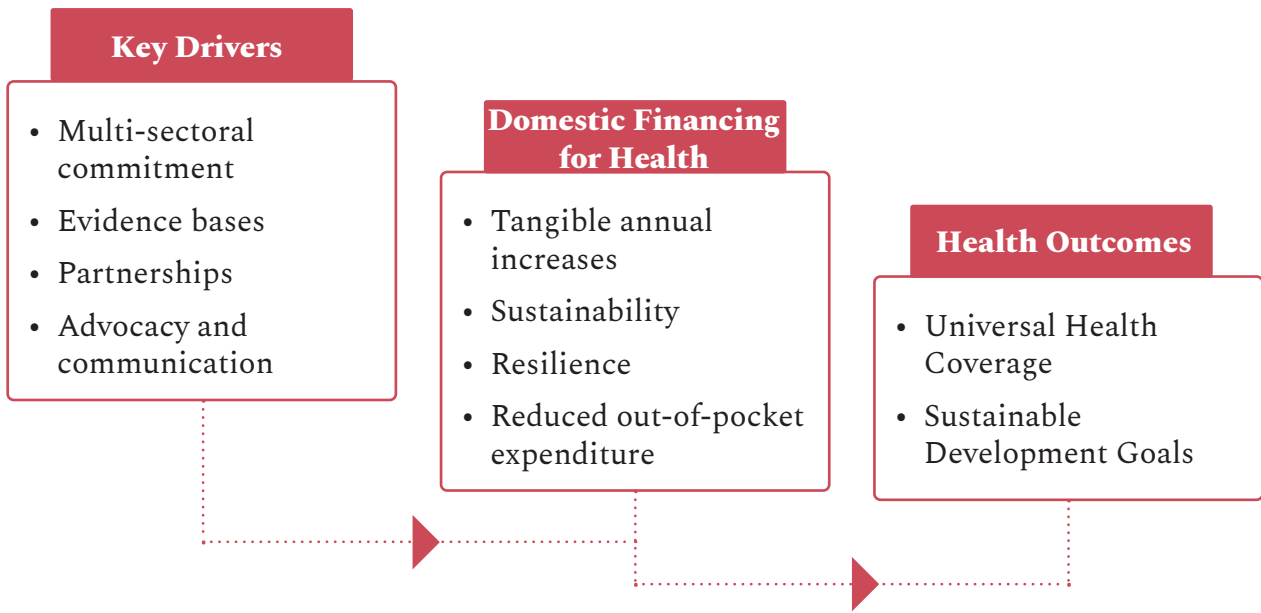 Key Drivers
• Multi-sectoral
commitment
• Evidence bases
• Partnerships
• Advocacy and
communication
Domestic Financing
for Health
• Tangible annual
increases
• Sustainability
• Resilience
• Reduced out-of-pocket
expenditure
Health Outcomes
• Universal Health
Coverage
• Sustainable
Development Goals